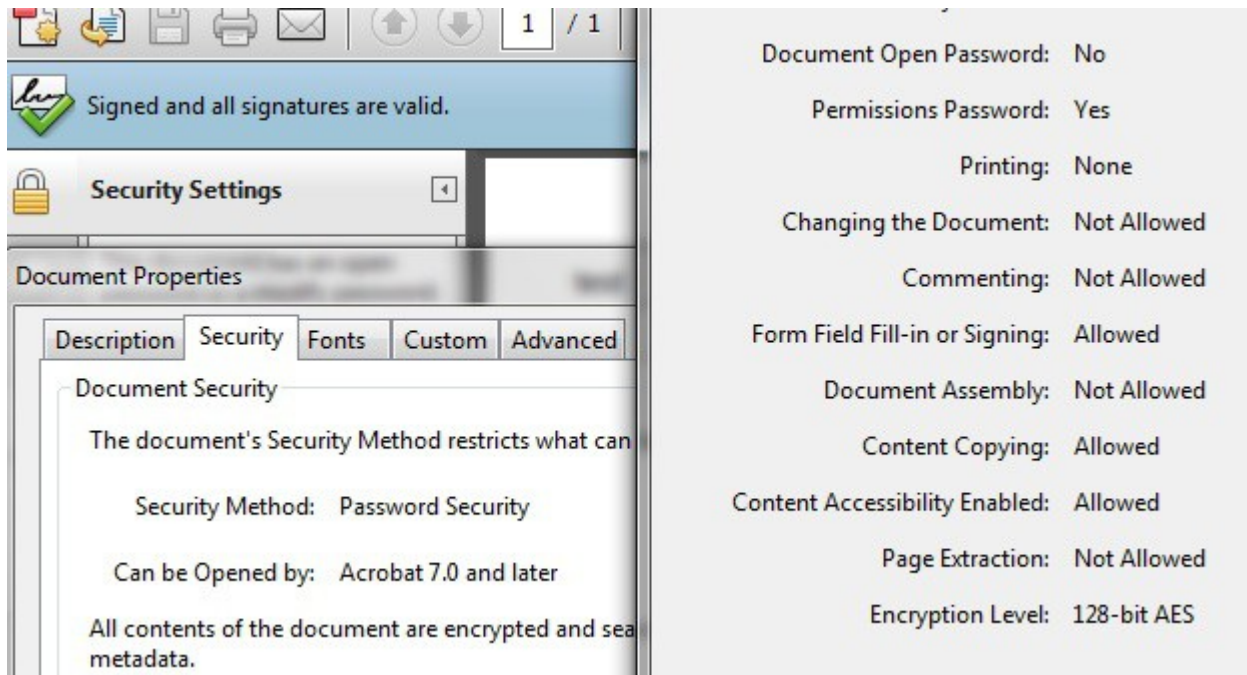 1 / 1
Signed and all signatures are valid.
Security Settings
Document Properties
Description Security Fonts Custom Advanced
Document Security
The document's Security Method restricts what can
Security Method: Password Security
Can be Opened by: Acrobat 7.0 and later
All contents of the document are encrypted and sea
metadata.
Document Open Password: No
Permissions Password: Yes
Printing: None
Changing the Document: Not Allowed
Commenting: Not Allowed
Form Field Fill-in or Signing: Allowed
Document Assembly: Not Allowed
Content Copying: Allowed
Content Accessibility Enabled: Allowed
Page Extraction: Not Allowed
Encryption Level: 128-bit AES